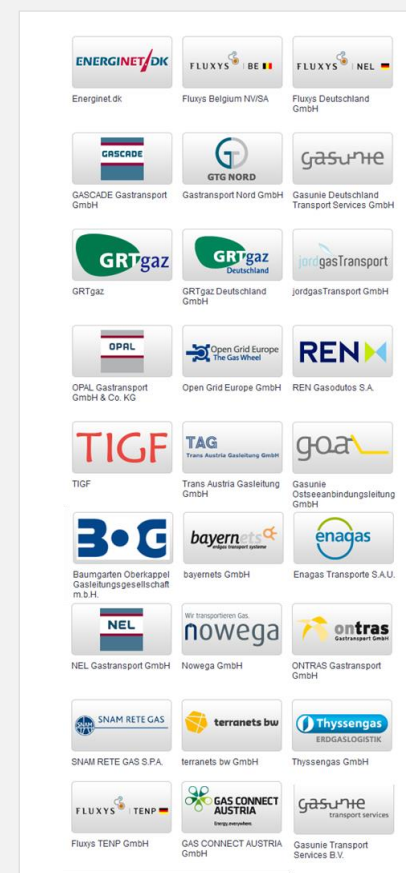 ENERGINET/DK
FLUXYS BE
FLUXYS NEL
Energinet.dk
Fluxys Belgium NV/SA
Fluxys Deutschland
GmbH
GASCADE
GTG NORD
gasunie
GASCADE Gastransport
GmbH
Gastransport Nord GmbH
Gasunie Deutschland
Transport Services GmbH
GRTgaz
GRTgaz
Deutschland
jordgasTransport
GRTgaz
GRTgaz Deutschland
GmbH
jordgasTransport GmbH
OPAL
Open Grid Europe
The Gas Wheel
REN
OPAL Gastransport
GmbH & Co. KG
Open Grid Europe GmbH
REN Gasodutos S.A.
TIGF
TAG
Trans Austria Gasleitung GmbH
goal
TIGF
Trans Austria Gasleitung
GmbH
Gasunie
Ostseeanbindungsleitung
GmbH
B•G
bayernets
erdgas transport systeme
enagas
Baumgarten Oberkappel
Gasleitungsgesellschaft
m.b.H.
bayernets GmbH
Enagas Transporte S.A.U.
NEL
Wir transportieren Gas.
nowega
ontras
Gastransport GmbH
NEL Gastransport GmbH
Nowega GmbH
ONTRAS Gastransport
GmbH
SNAM
SNAM RETE GAS
terranets bw
Thyssengas
ERDGASLOGISTIK
SNAM RETE GAS S.P.A.
terranets bw GmbH
Thyssengas GmbH
FLUXYS TENP
GAS CONNECT
AUSTRIA
Energy.everywhere.
gasunie
transport services
Fluxys TENP GmbH
GAS CONNECT AUSTRIA
GmbH
Gasunie Transport
Services B.V.